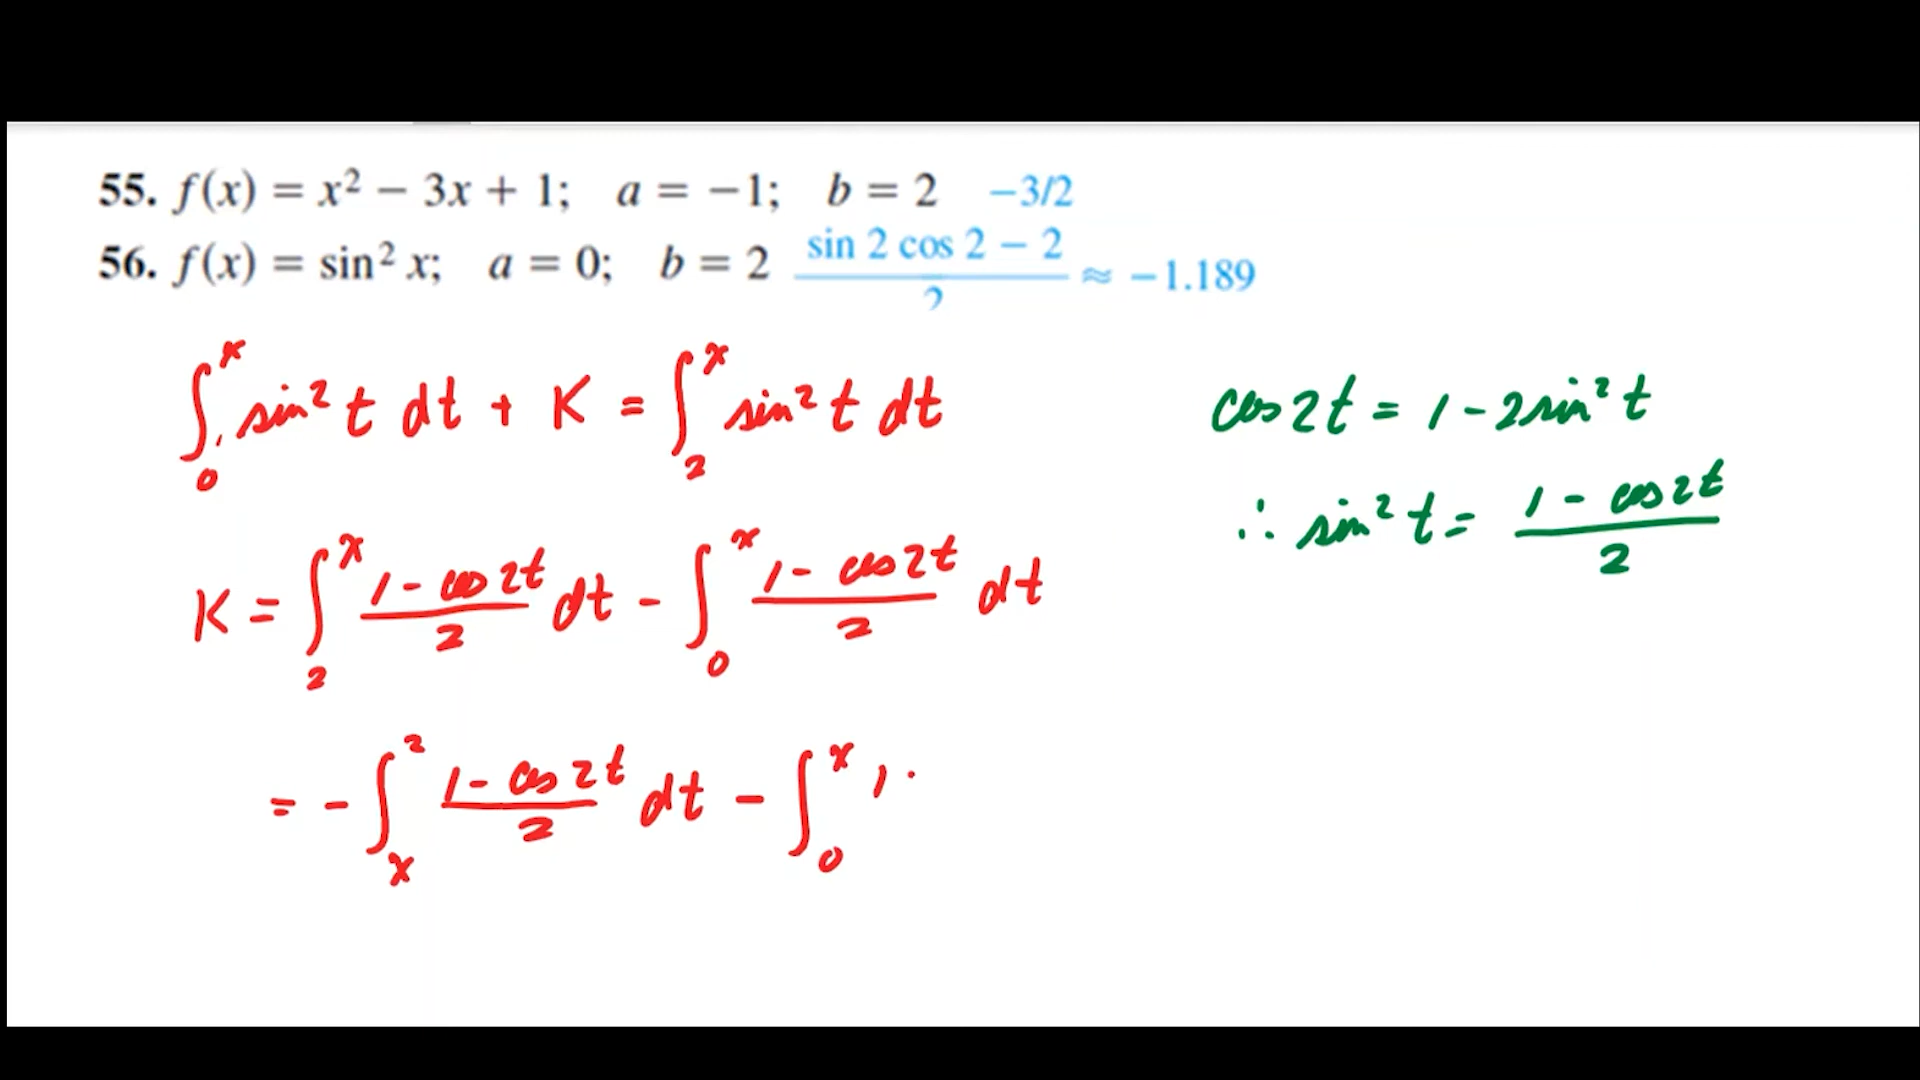 55. f(x) = x² − 3x + 1; a = −1; b = 2 −3/2
56. f(x) = sin² x; a = 0; b = 2 (sin 2 cos 2 − 2)/2 ≈ −1.189
∫₀ˣ sin² t dt + K = ∫₂ˣ sin² t dt
cos 2t = 1 − 2 sin² t
∴ sin² t = (1 − cos 2t)/2
K = ∫₂ˣ (1 − cos 2t)/2 dt − ∫₀ˣ (1 − cos 2t)/2 dt
= − ∫ₓ² (1 − cos 2t)/2 dt − ∫₀ˣ 1 ·